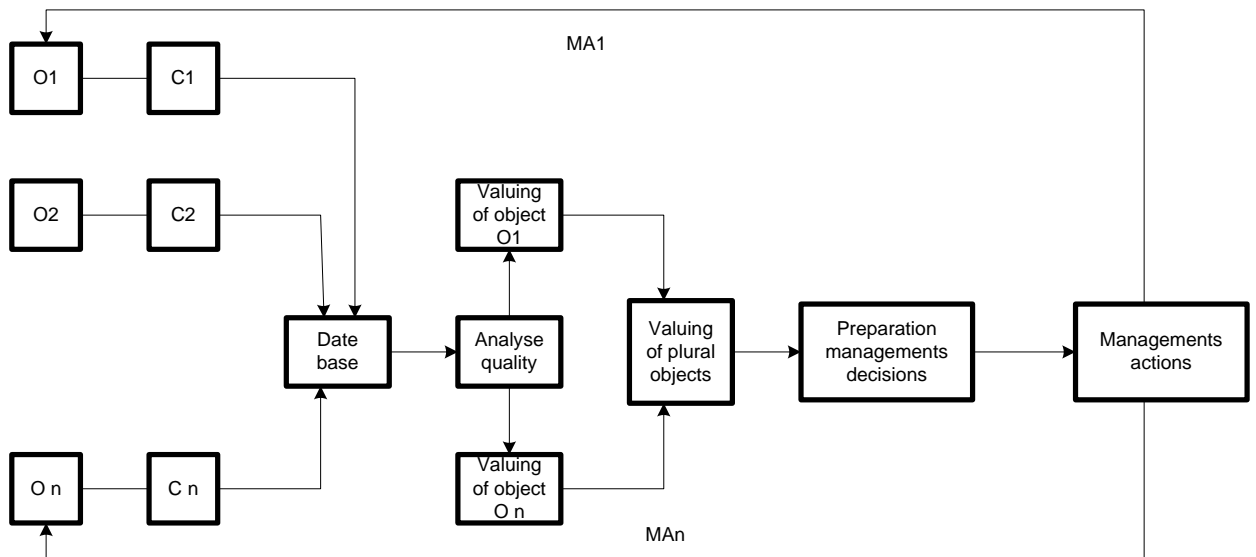 MA1
O1
C1
O2
C2
Valuing
of object
O1
Date
base
Analyse
quality
Valuing
of plural
objects
Preparation
managements
decisions
Managements
actions
O n
C n
Valuing
of object
O n
MAn